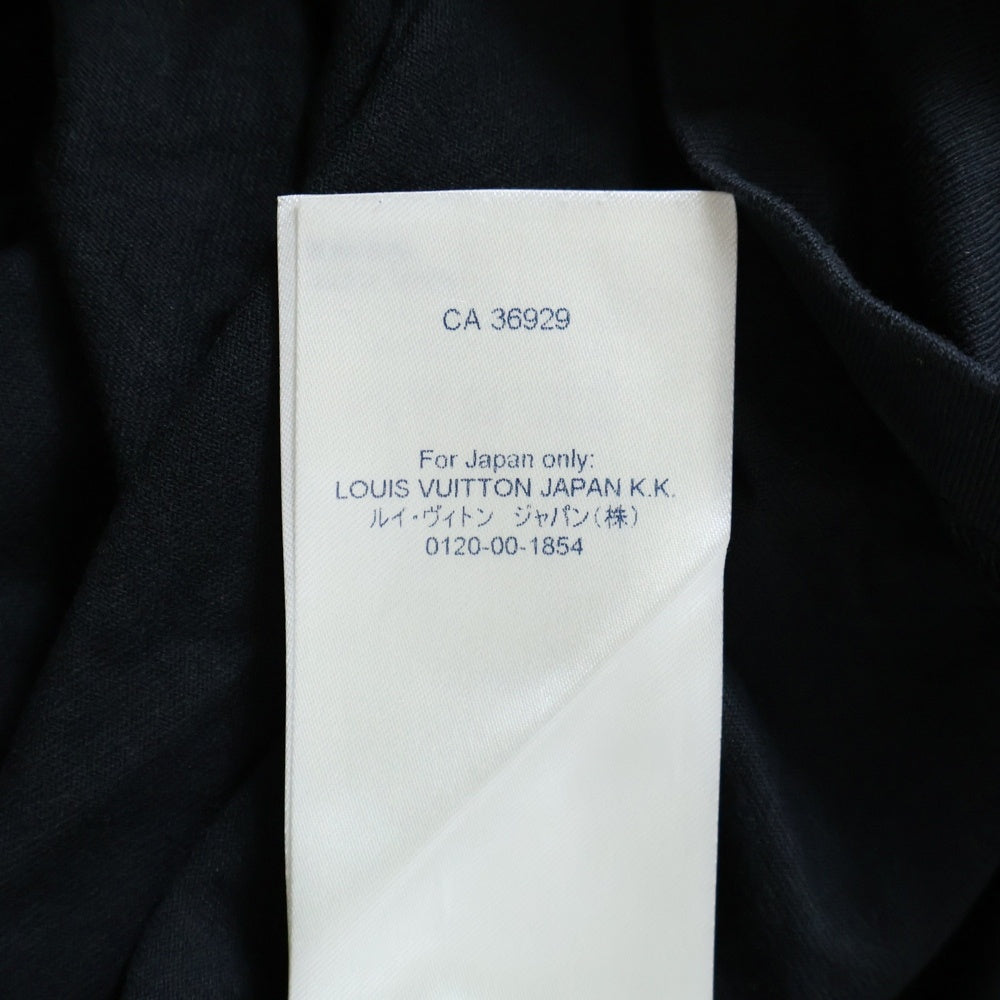 CA 36929
For Japan only:
LOUIS VUITTON JAPAN K.K.
ルイ・ヴィトン ジャパン(株)
0120-00-1854